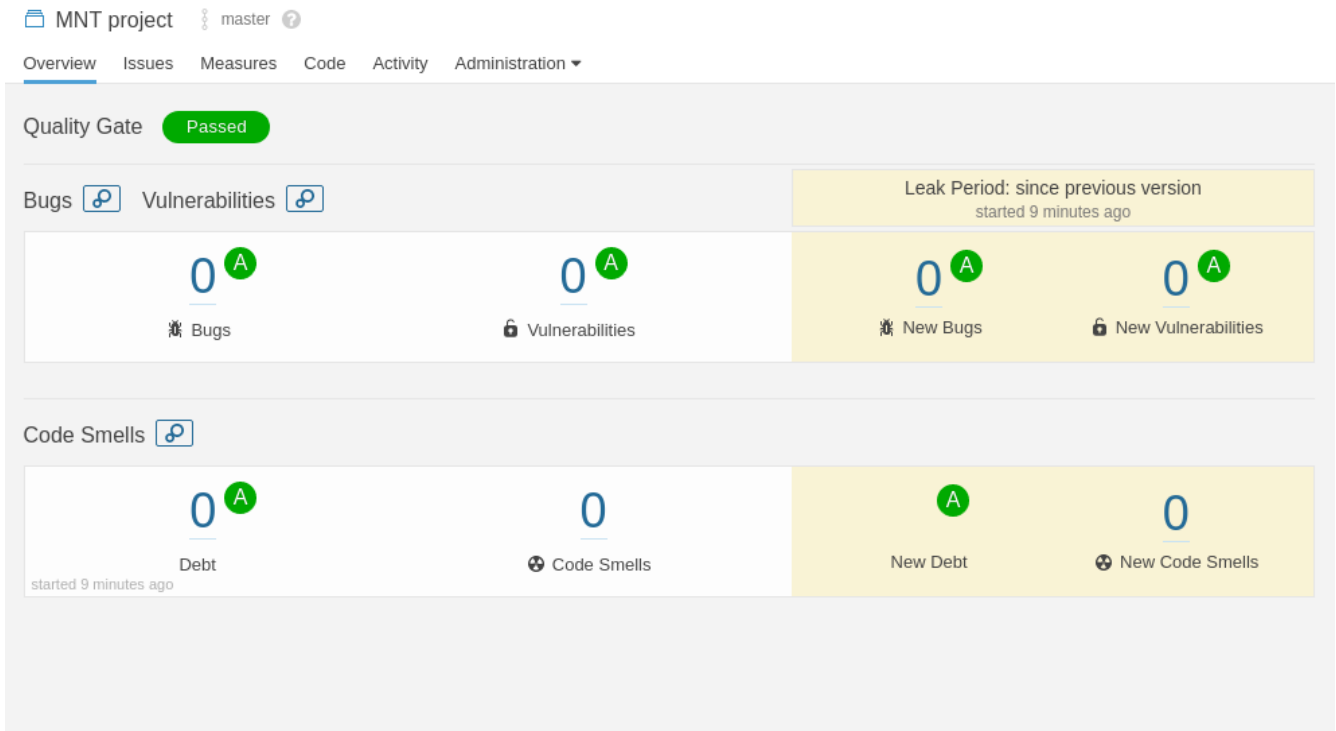 MNT project master ?
Overview Issues Measures Code Activity Administration
Quality Gate Passed
Bugs Vulnerabilities
Leak Period: since previous version
started 9 minutes ago
0 A 0 A 0 A 0 A
Bugs Vulnerabilities New Bugs New Vulnerabilities
Code Smells
0 A 0 A 0
Debt Code Smells New Debt New Code Smells
started 9 minutes ago